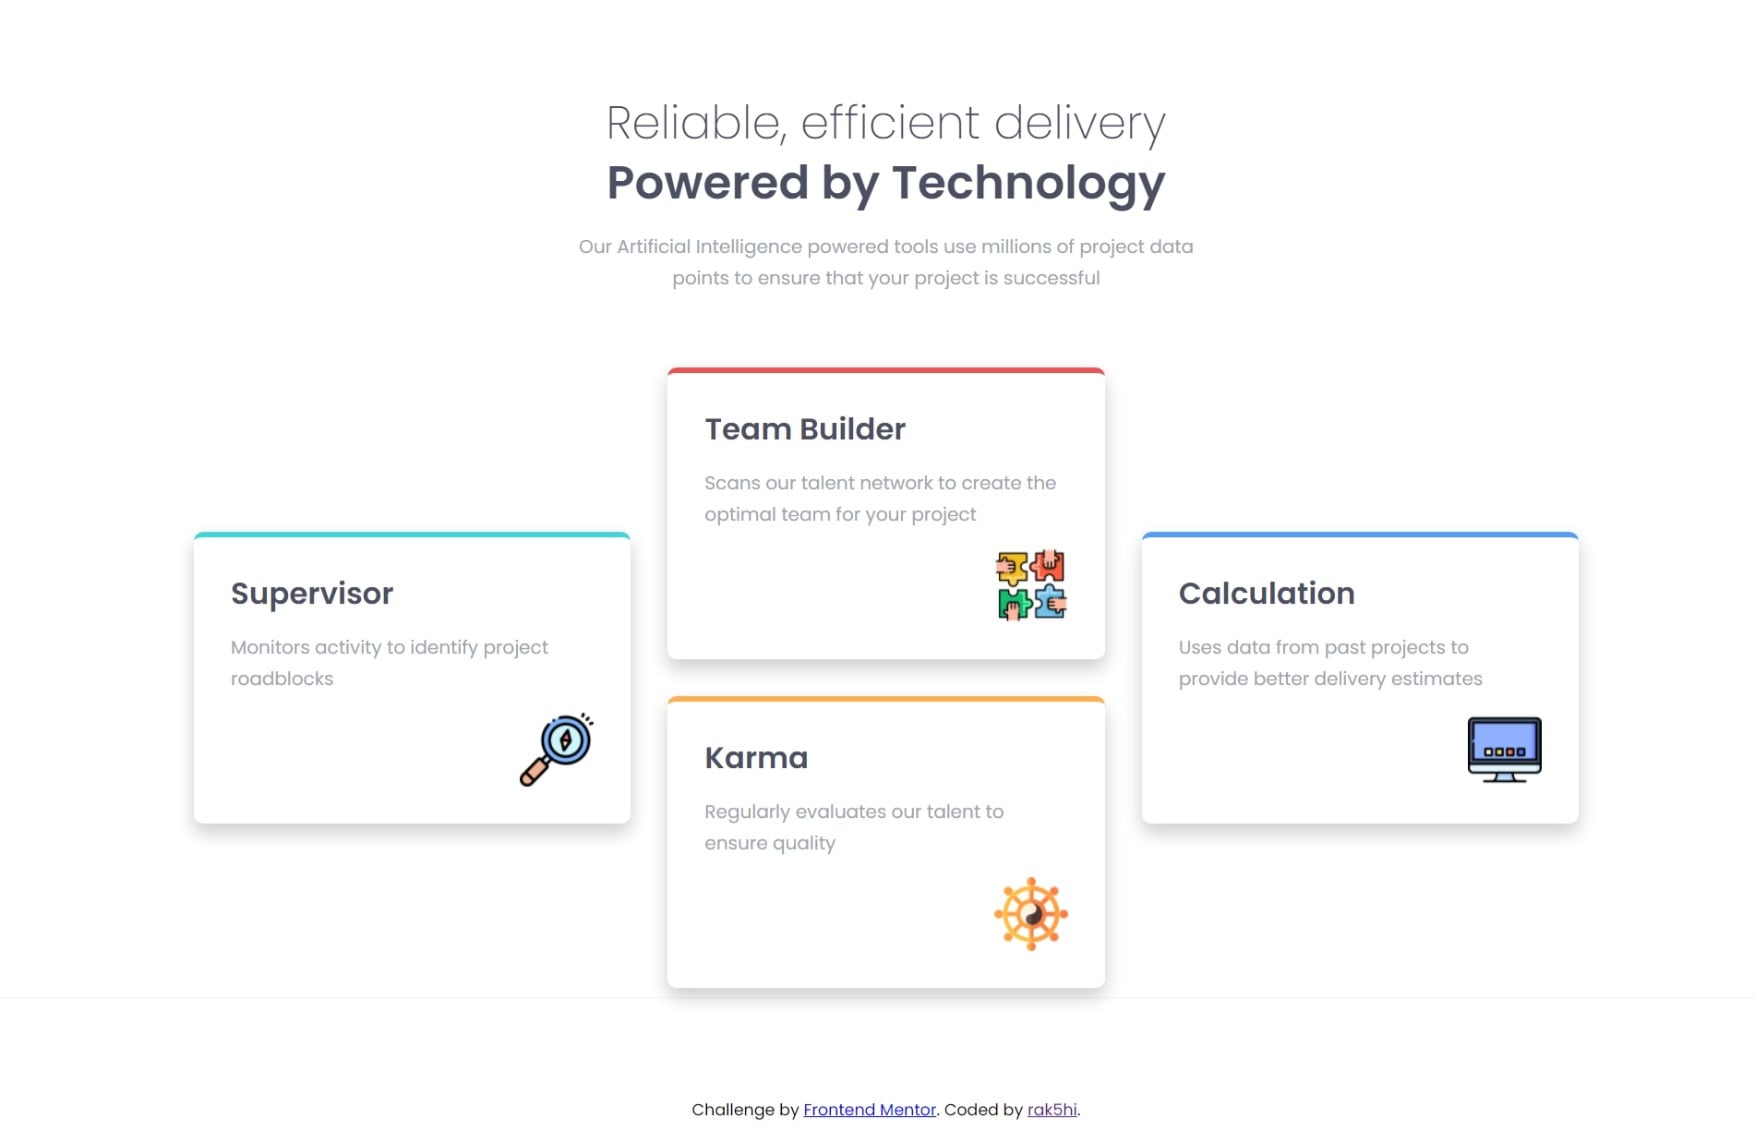 Reliable, efficient delivery
Powered by Technology
Our Artificial Intelligence powered tools use millions of project data
points to ensure that your project is successful
Supervisor
Monitors activity to identify project
roadblocks
Team Builder
Scans our talent network to create the
optimal team for your project
Karma
Regularly evaluates our talent to
ensure quality
Calculation
Uses data from past projects to
provide better delivery estimates
Challenge by Frontend Mentor. Coded by rak5hi.